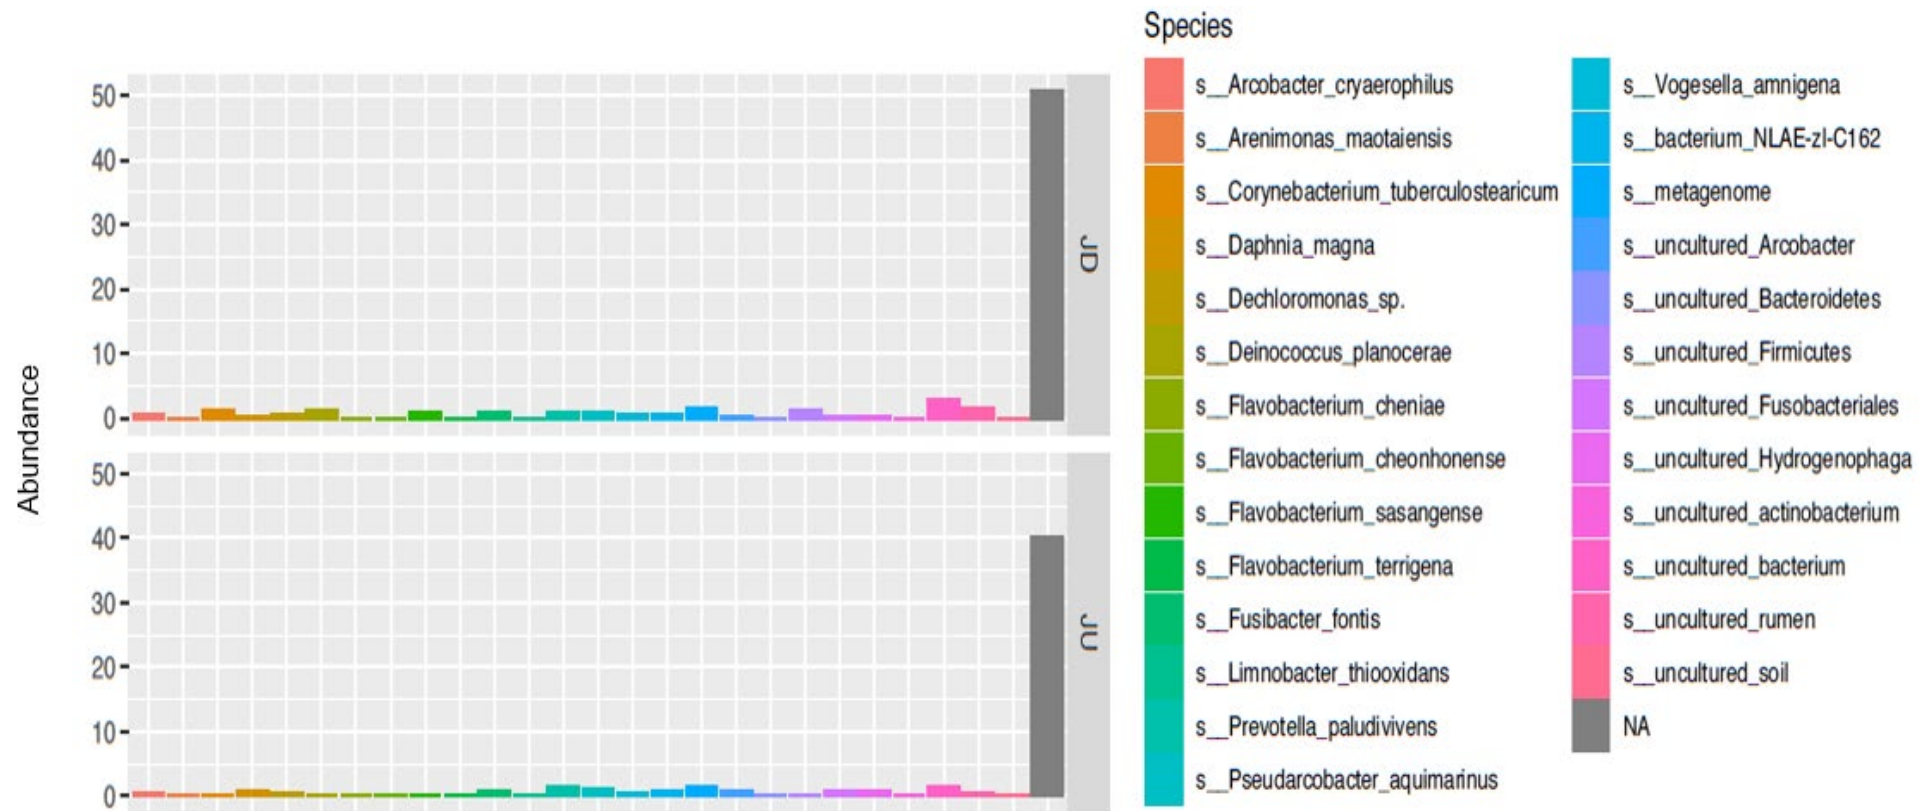 Species
50
40
30
20
10
0
JD
50
40
30
20
10
0
JU
Abundance
s__Arcobacter_cryaerophilus
s__Arenimonas_maotaiensis
s__Corynebacterium_tuberculostearicum
s__Daphnia_magna
s__Dechloromonas_sp.
s__Deinococcus_planocerae
s__Flavobacterium_cheniae
s__Flavobacterium_cheonhonense
s__Flavobacterium_sasangense
s__Flavobacterium_terrigena
s__Fusibacter_fontis
s__Limnobacter_thiooxidans
s__Prevotella_paludivivens
s__Pseudarcobacter_aquimarinus
s__Vogesella_amnigena
s__bacterium_NLAE-zl-C162
s__metagenome
s__uncultured_Arcobacter
s__uncultured_Bacteroidetes
s__uncultured_Firmicutes
s__uncultured_Fusobacteriales
s__uncultured_Hydrogenophaga
s__uncultured_actinobacterium
s__uncultured_bacterium
s__uncultured_rumen
s__uncultured_soil
NA